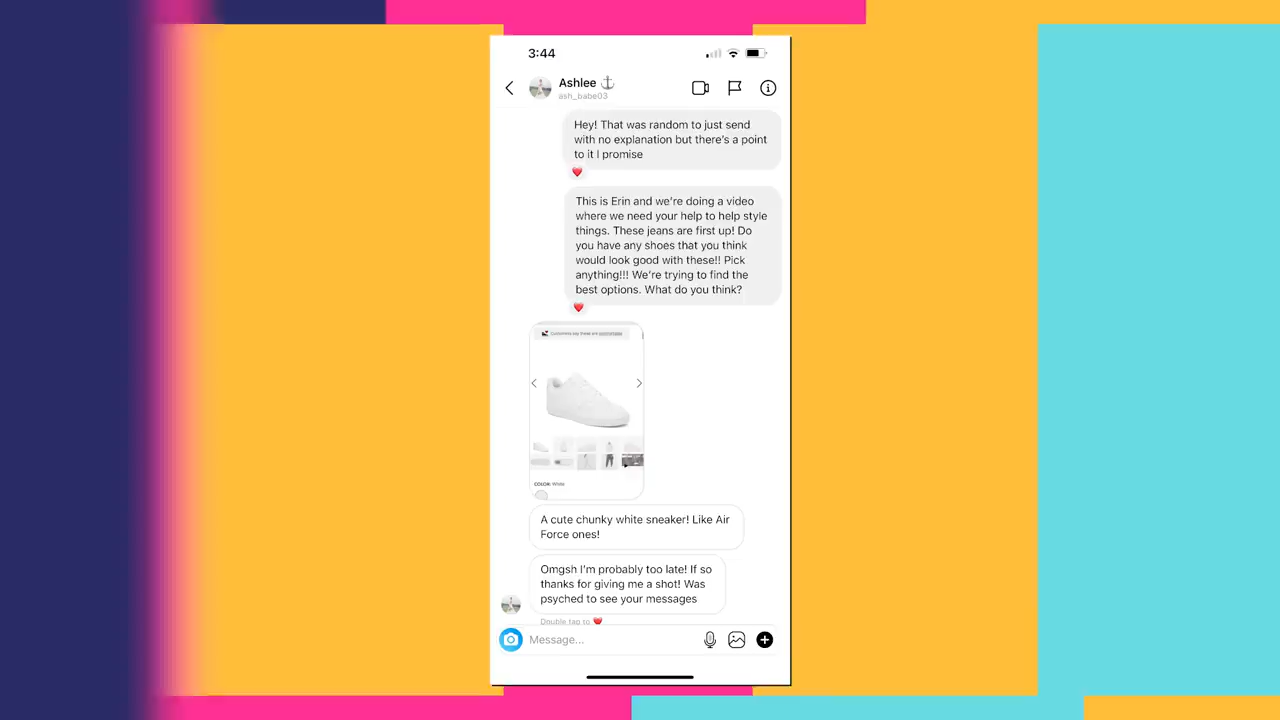 3:44
Ashlee
ash_babe03
Hey! That was random to just send
with no explanation but there's a point
to it I promise
This is Erin and we're doing a video
where we need your help to help style
things. These jeans are first up! Do
you have any shoes that you think
would look good with these!! Pick
anything!!! We're trying to find the
best options. What do you think?
Customers say these are comfortable
COLOR: White
A cute chunky white sneaker! Like Air
Force ones!
Omgsh I'm probably too late! If so
thanks for giving me a shot! Was
psyched to see your messages
Double tap to
Message...